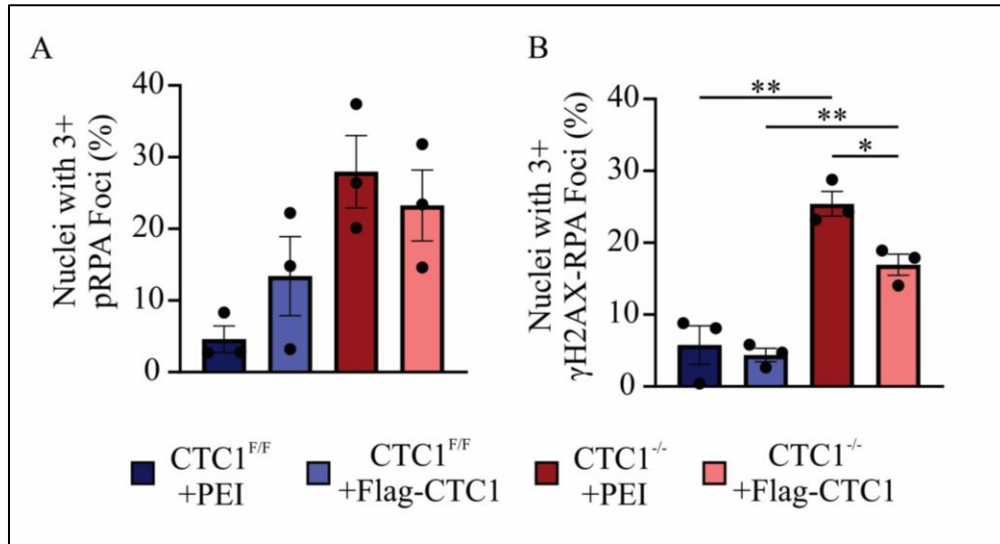 A
Nuclei with 3+
pRPA Foci (%)
40
30
20
10
0
B
Nuclei with 3+
γH2AX-RPA Foci (%)
40
30
20
10
0
**
**
*
CTC1F/F
+PEI
CTC1F/F
+Flag-CTC1
CTC1-/-
+PEI
CTC1-/-
+Flag-CTC1